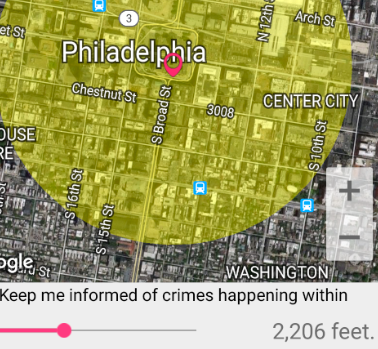 3
N 12th
Arch St
et St
Philadelphia
Chestnut St
S Broad St
3008
CENTER CITY
OUSE
RE
S 10th St
S 16th St
S 15th St
ogle
rd St
WASHINGTON
Keep me informed of crimes happening within
2,206 feet.